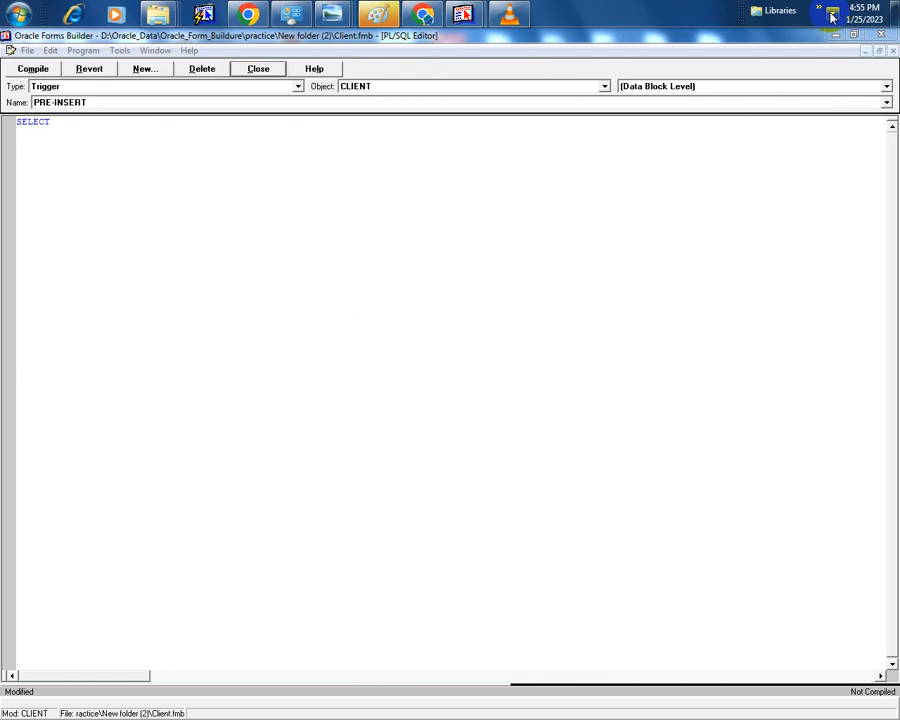 Libraries
»
4:55 PM
1/25/2023
Oracle Forms Builder - D:\Oracle_Data\Oracle_Form_Buildure\practice\New folder (2)\Client.fmb - [PL/SQL Editor]
File Edit Program Tools Window Help
Compile Revert New... Delete Close Help
Type: Trigger Object: CLIENT (Data Block Level)
Name: PRE-INSERT
SELECT
Modified Not Compiled
Mod: CLIENT File: ractice\New folder (2)\Client.fmb